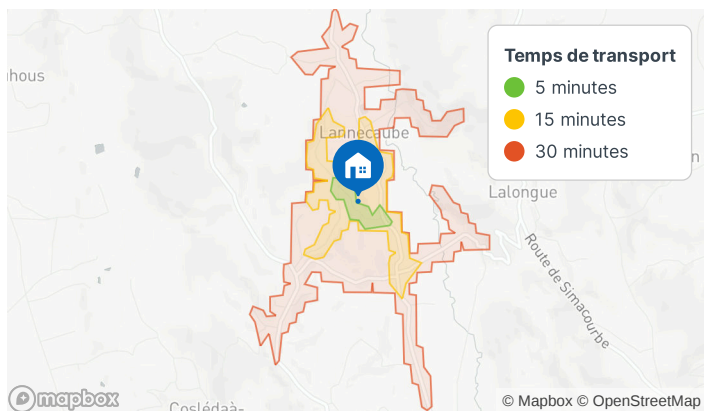 Temps de transport
5 minutes
15 minutes
30 minutes
Lannecaube
Lalongue
Route de Simacourbe
mapbox
© Mapbox © OpenStreetMap